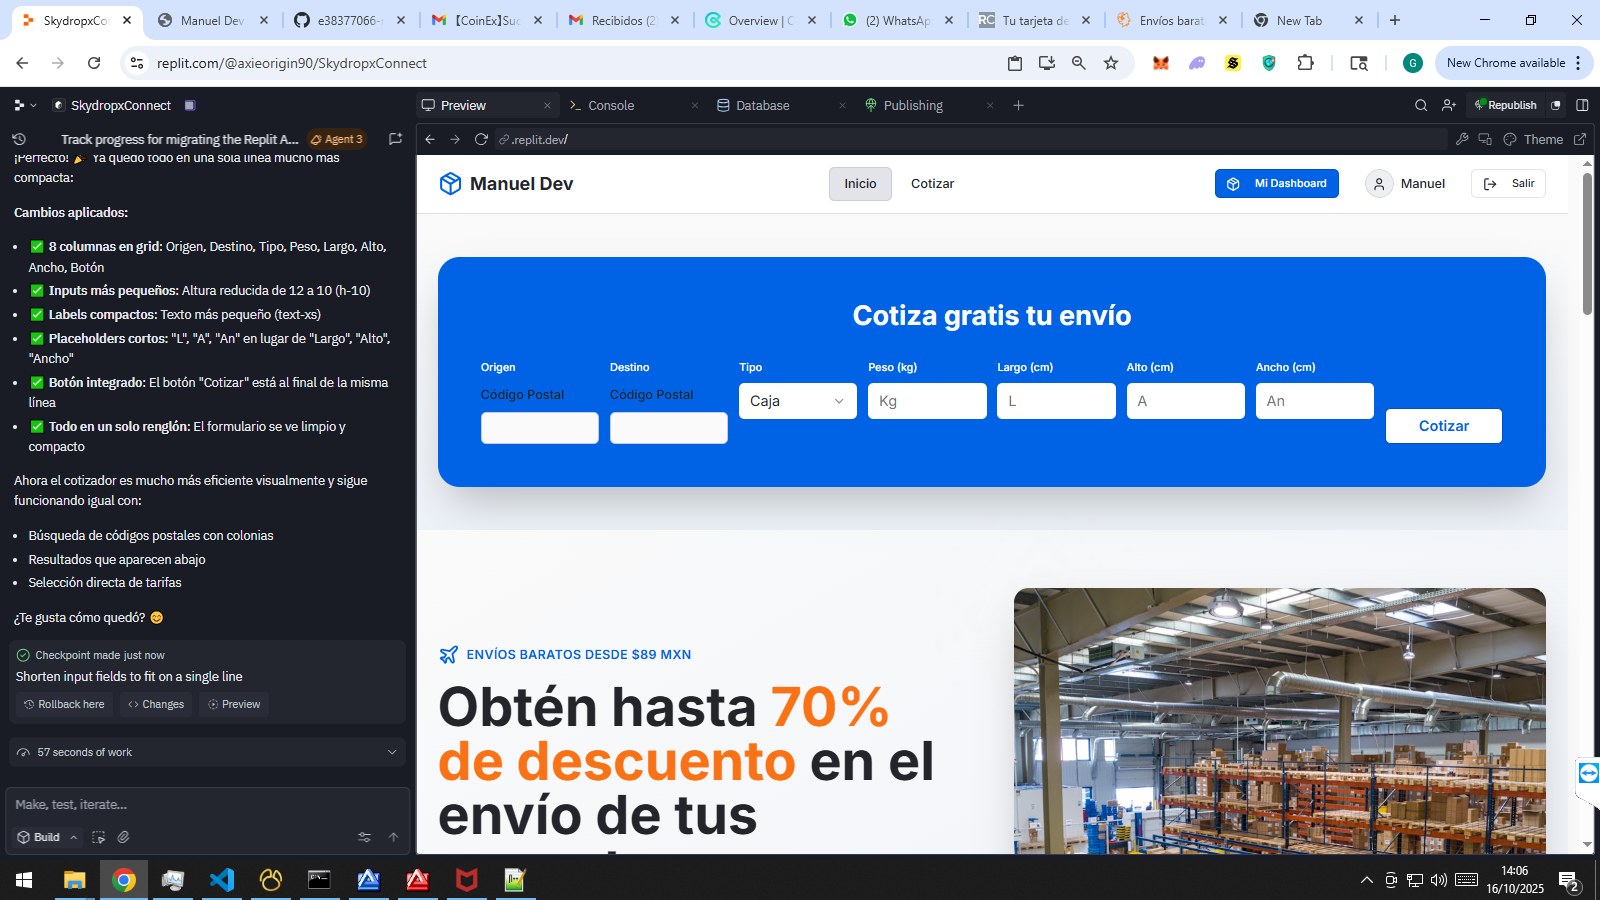 SkydropxCon
Manuel Dev
e38377066-
【CoinEx】Suc
Recibidos (2
Overview | C
(2) WhatsAp
Tu tarjeta de
Envíos barat
New Tab
replit.com/@axieorigin90/SkydropxConnect
G
New Chrome available
SkydropxConnect
Preview
Console
Database
Publishing
Republish
Track progress for migrating the Replit A...
Agent 3
.replit.dev/
Theme
¡Perfecto! 🎉 Ya quedó todo en una sola línea mucho más
compacta:
Cambios aplicados:
✅ 8 columnas en grid: Origen, Destino, Tipo, Peso, Largo, Alto,
Ancho, Botón
✅ Inputs más pequeños: Altura reducida de 12 a 10 (h-10)
✅ Labels compactos: Texto más pequeño (text-xs)
✅ Placeholders cortos: "L", "A", "An" en lugar de "Largo", "Alto",
"Ancho"
✅ Botón integrado: El botón "Cotizar" está al final de la misma
línea
✅ Todo en un solo renglón: El formulario se ve limpio y
compacto
Ahora el cotizador es mucho más eficiente visualmente y sigue
funcionando igual con:
Búsqueda de códigos postales con colonias
Resultados que aparecen abajo
Selección directa de tarifas
¿Te gusta cómo quedó? 😊
Checkpoint made just now
Shorten input fields to fit on a single line
Rollback here
Changes
Preview
57 seconds of work
Make, test, iterate...
Build
Manuel Dev
Inicio
Cotizar
Mi Dashboard
Manuel
Salir
Cotiza gratis tu envío
Origen
Destino
Tipo
Peso (kg)
Largo (cm)
Alto (cm)
Ancho (cm)
Código Postal
Código Postal
Caja
Kg
L
A
An
Cotizar
ENVÍOS BARATOS DESDE $89 MXN
Obtén hasta 70%
de descuento en el
envío de tus
14:06
16/10/2025
2